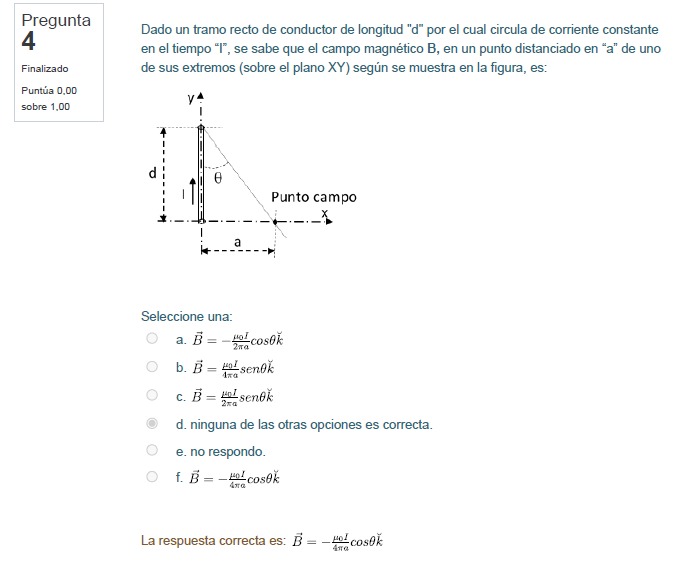 Pregunta
4
Finalizado
Puntúa 0,00
sobre 1,00
Dado un tramo recto de conductor de longitud "d" por el cual circula de corriente constante
en el tiempo “I”, se sabe que el campo magnético B, en un punto distanciado en “a” de uno
de sus extremos (sobre el plano XY) según se muestra en la figura, es:
y
d
θ
I
Punto campo
x
a
Seleccione una:
a. $\vec{B} = -\frac{\mu_0 I}{2\pi a} cos\theta \check{k}$
b. $\vec{B} = \frac{\mu_0 I}{4\pi a} sen\theta \check{k}$
c. $\vec{B} = \frac{\mu_0 I}{2\pi a} sen\theta \check{k}$
d. ninguna de las otras opciones es correcta.
e. no respondo.
f. $\vec{B} = -\frac{\mu_0 I}{4\pi a} cos\theta \check{k}$
La respuesta correcta es: $\vec{B} = -\frac{\mu_0 I}{4\pi a} cos\theta \check{k}$